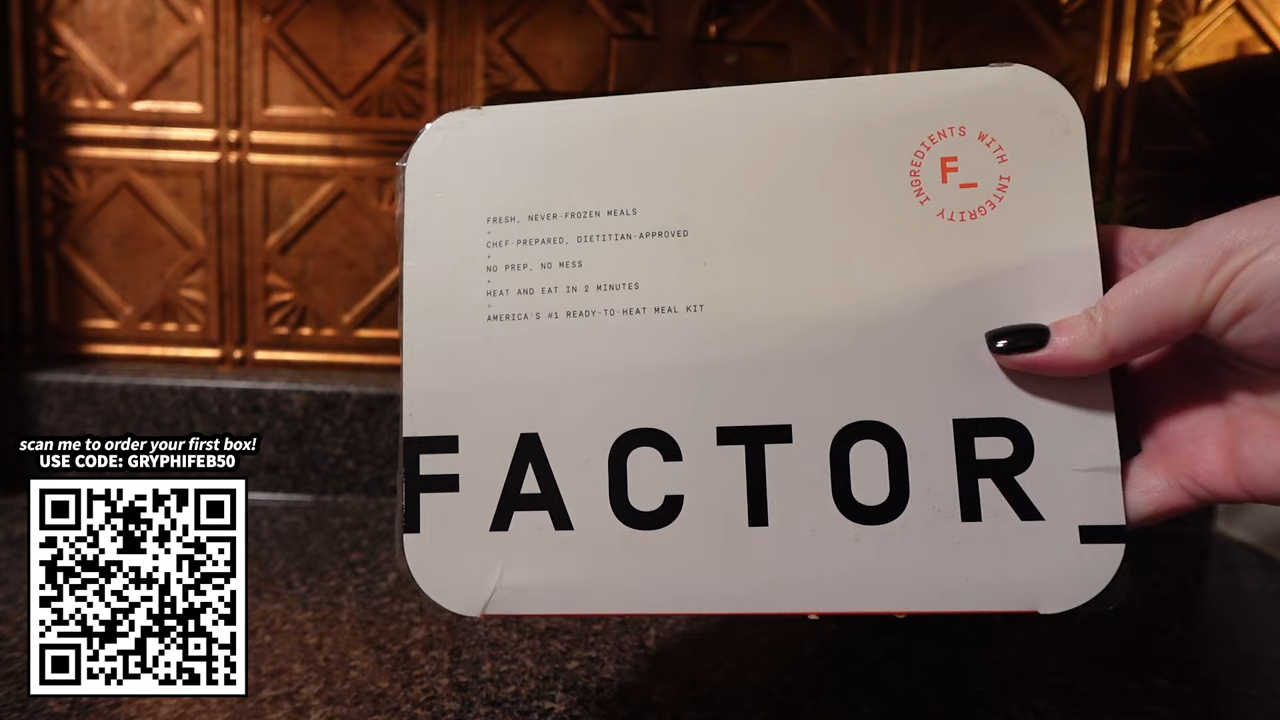 INGREDIENTS WITH INTEGRITY
F_
FRESH, NEVER-FROZEN MEALS
CHEF-PREPARED, DIETITIAN-APPROVED
NO PREP, NO MESS
HEAT AND EAT IN 2 MINUTES
AMERICA'S #1 READY-TO-HEAT MEAL KIT
FACTOR_
scan me to order your first box!
USE CODE: GRYPHIFEB50